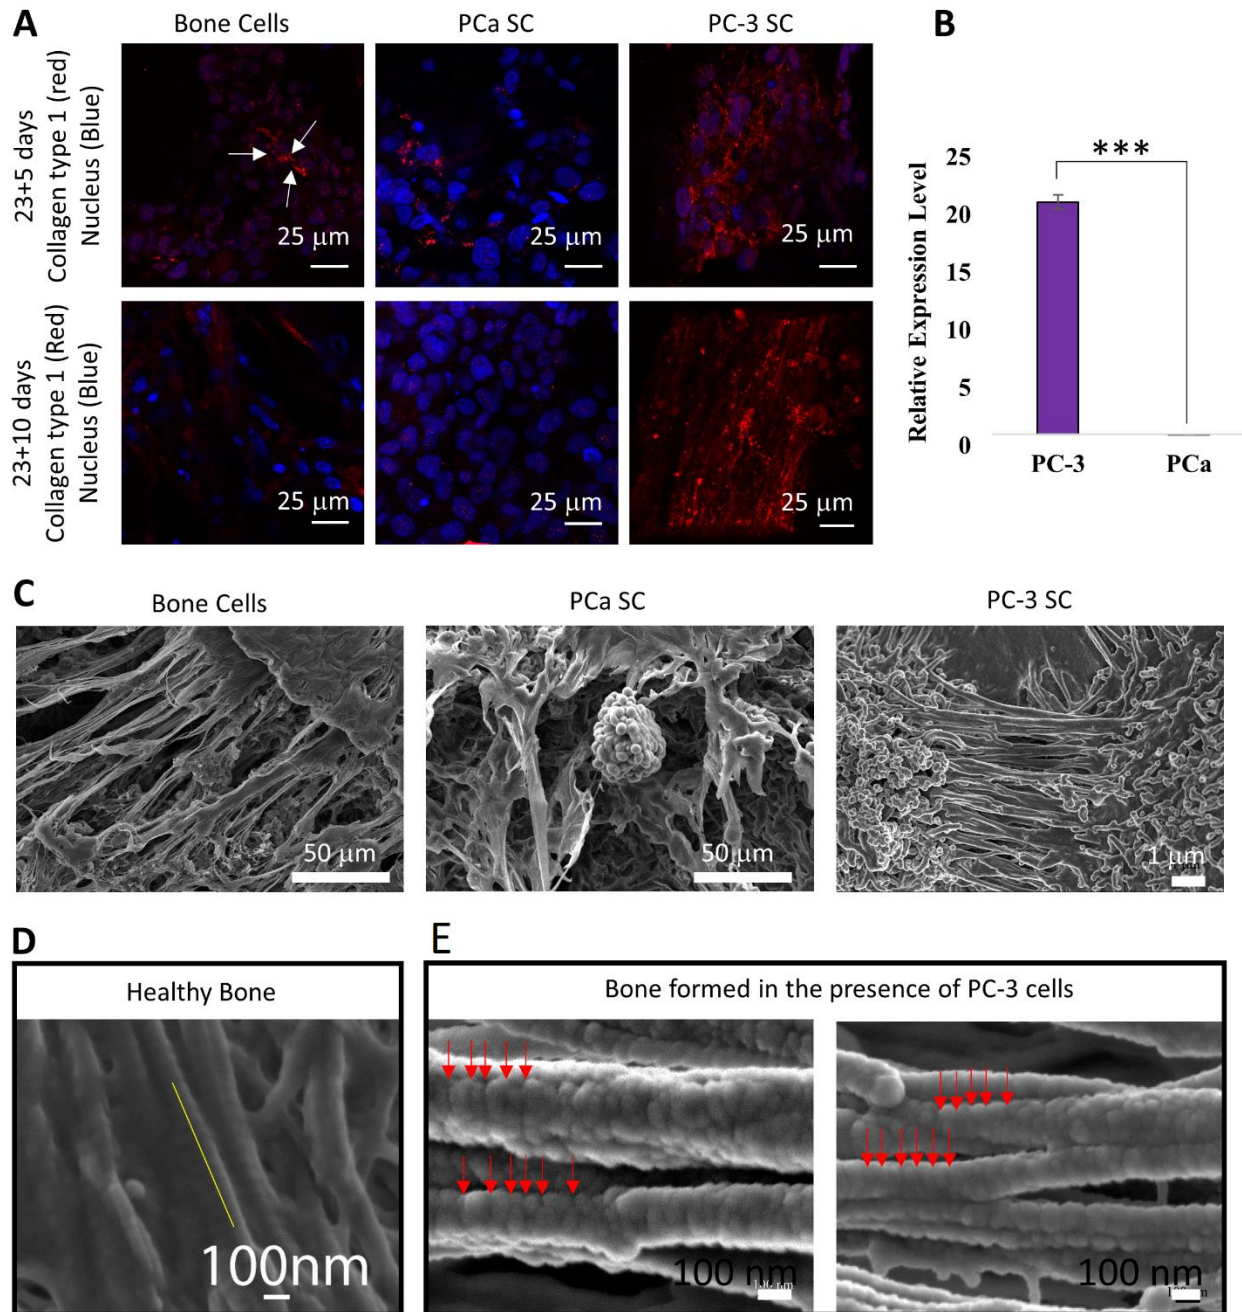 A
Bone Cells
PCa SC
PC-3 SC
23+5 days
Collagen type 1 (red)
Nucleus (Blue)
25 µm
25 µm
25 µm
23+10 days
Collagen type 1 (Red)
Nucleus (Blue)
25 µm
25 µm
25 µm
B
***
Relative Expression Level
25
20
15
10
5
0
PC-3
PCa
C
Bone Cells
PCa SC
PC-3 SC
50 µm
50 µm
1 µm
D
Healthy Bone
100nm
E
Bone formed in the presence of PC-3 cells
100 nm
100 nm